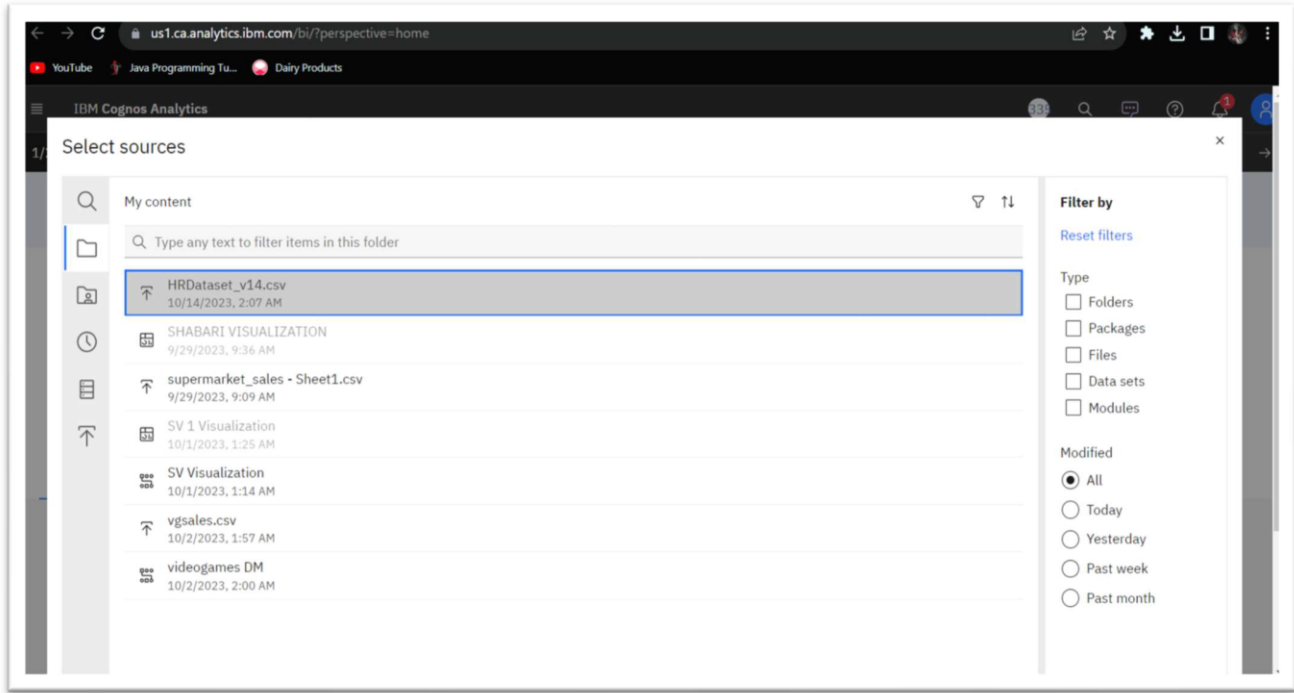 us1.ca.analytics.ibm.com/bi/?perspective=home
YouTube Java Programming Tu... Dairy Products
IBM Cognos Analytics
1
1/
Select sources
My content
Type any text to filter items in this folder
HRDataset_v14.csv
10/14/2023, 2:07 AM
SHABARI VISUALIZATION
9/29/2023, 9:36 AM
supermarket_sales - Sheet1.csv
9/29/2023, 9:09 AM
SV 1 Visualization
10/1/2023, 1:25 AM
SV Visualization
10/1/2023, 1:14 AM
vgsales.csv
10/2/2023, 1:57 AM
videogames DM
10/2/2023, 2:00 AM
Filter by
Reset filters
Type
Folders
Packages
Files
Data sets
Modules
Modified
All
Today
Yesterday
Past week
Past month